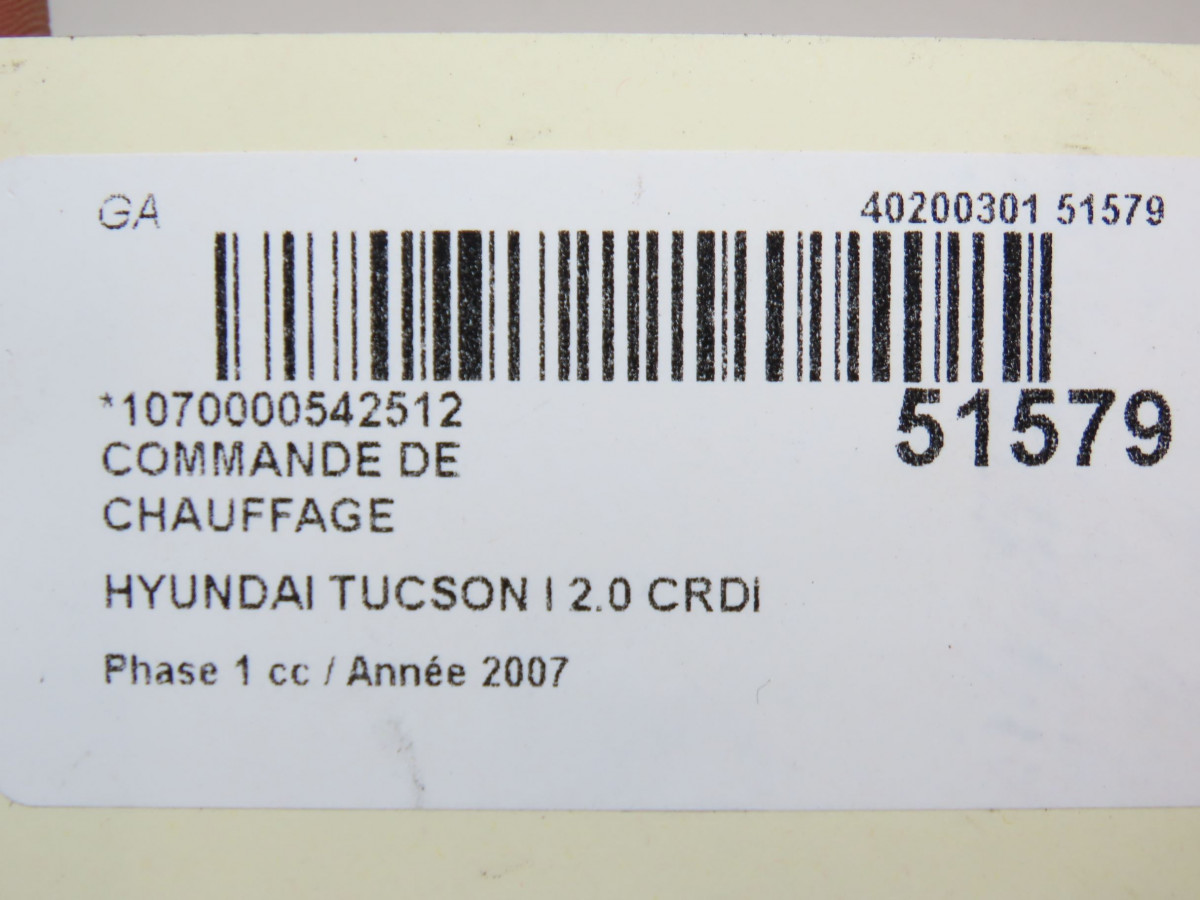 GA
40200301 51579
*1070000542512
51579
COMMANDE DE
CHAUFFAGE
HYUNDAI TUCSON I 2.0 CRDi
Phase 1 cc / Année 2007